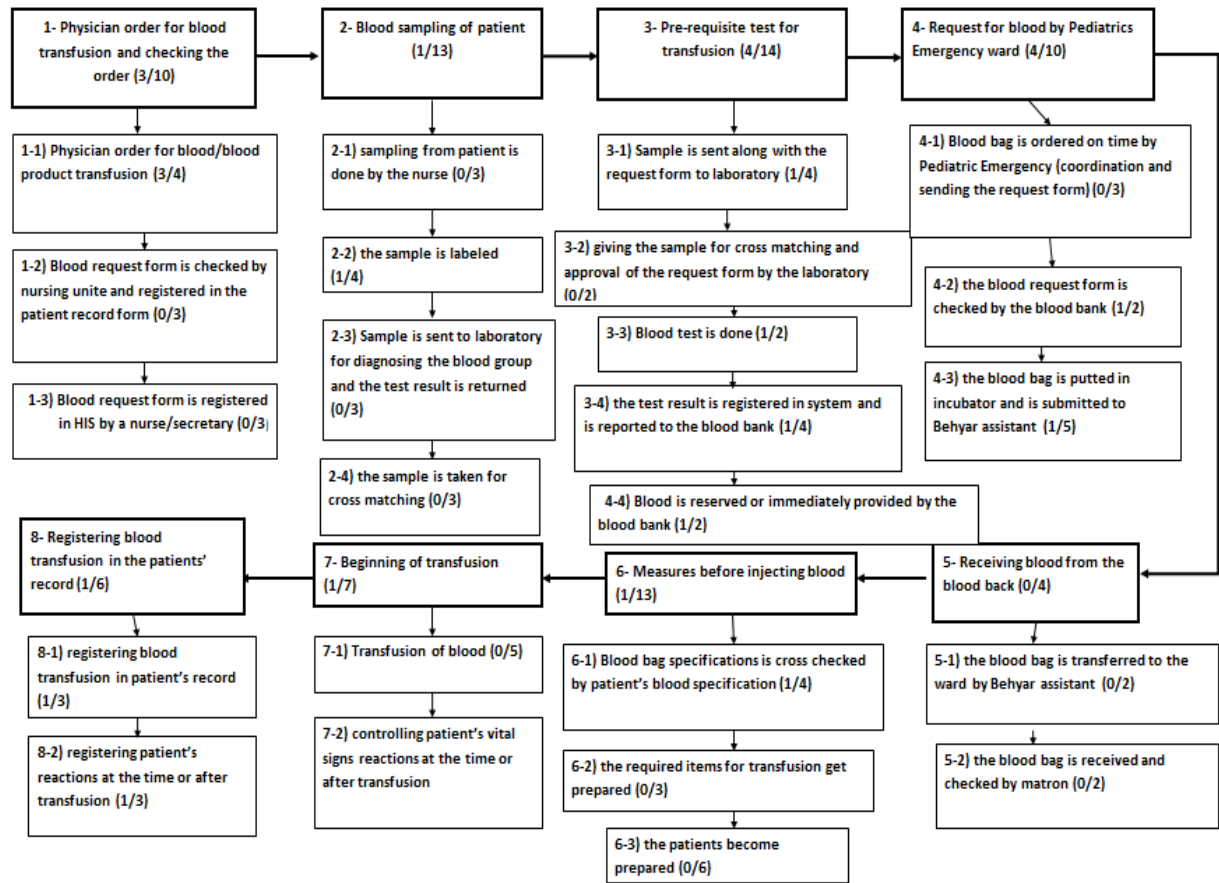 1- Physician order for blood
transfusion and checking the
order (3/10)
2- Blood sampling of patient
(1/13)
3- Pre-requisite test for
transfusion (4/14)
4- Request for blood by Pediatrics
Emergency ward (4/10)
1-1) Physician order for blood/blood
product transfusion (3/4)
1-2) Blood request form is checked by
nursing unite and registered in the
patient record form (0/3)
1-3) Blood request form is registered
in HIS by a nurse/secretary (0/3)
2-1) sampling from patient is
done by the nurse (0/3)
2-2) the sample is labeled
(1/4)
2-3) Sample is sent to laboratory
for diagnosing the blood group
and the test result is returned
(0/3)
2-4) the sample is taken for
cross matching (0/3)
3-1) Sample is sent along with the
request form to laboratory (1/4)
3-2) giving the sample for cross matching and
approval of the request form by the laboratory
(0/2)
3-3) Blood test is done (1/2)
3-4) the test result is registered in system and
is reported to the blood bank (1/4)
4-1) Blood bag is ordered on time by
Pediatric Emergency (coordination and
sending the request form) (0/3)
4-2) the blood request form is
checked by the blood bank (1/2)
4-3) the blood bag is putted in
incubator and is submitted to
Behyar assistant (1/5)
4-4) Blood is reserved or immediately provided by the
blood bank (1/2)
8- Registering blood
transfusion in the patients'
record (1/6)
7- Beginning of transfusion
(1/7)
6- Measures before injecting blood
(1/13)
5- Receiving blood from the
blood back (0/4)
8-1) registering blood
transfusion in patient's record
(1/3)
8-2) registering patient's
reactions at the time or after
transfusion (1/3)
7-1) Transfusion of blood (0/5)
7-2) controlling patient's vital
signs reactions at the time or
after transfusion
6-1) Blood bag specifications is cross checked
by patient's blood specification (1/4)
6-2) the required items for transfusion get
prepared (0/3)
6-3) the patients become
prepared (0/6)
5-1) the blood bag is transferred to the
ward by Behyar assistant (0/2)
5-2) the blood bag is received and
checked by matron (0/2)